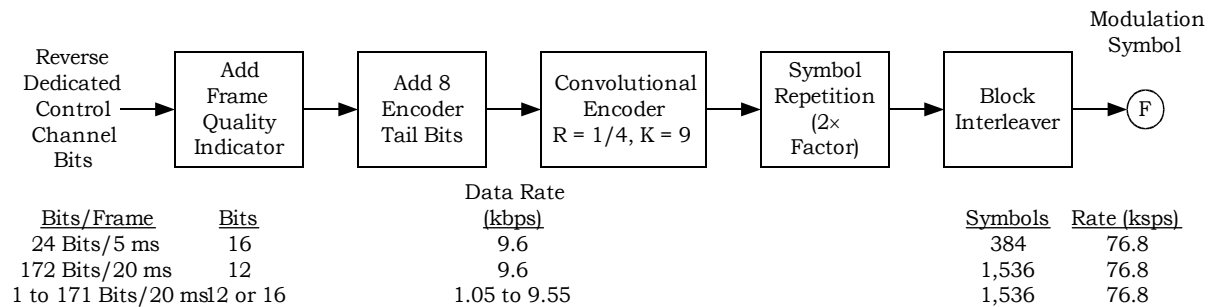 Modulation
Symbol
Reverse
Dedicated
Control
Channel
Bits
Add
Frame
Quality
Indicator
Add 8
Encoder
Tail Bits
Convolutional
Encoder
R = 1/4, K = 9
Symbol
Repetition
(2×
Factor)
Block
Interleaver
F
Data Rate
Bits/Frame Bits (kbps) Symbols Rate (ksps)
24 Bits/5 ms 16 9.6 384 76.8
172 Bits/20 ms 12 9.6 1,536 76.8
1 to 171 Bits/20 ms 12 or 16 1.05 to 9.55 1,536 76.8